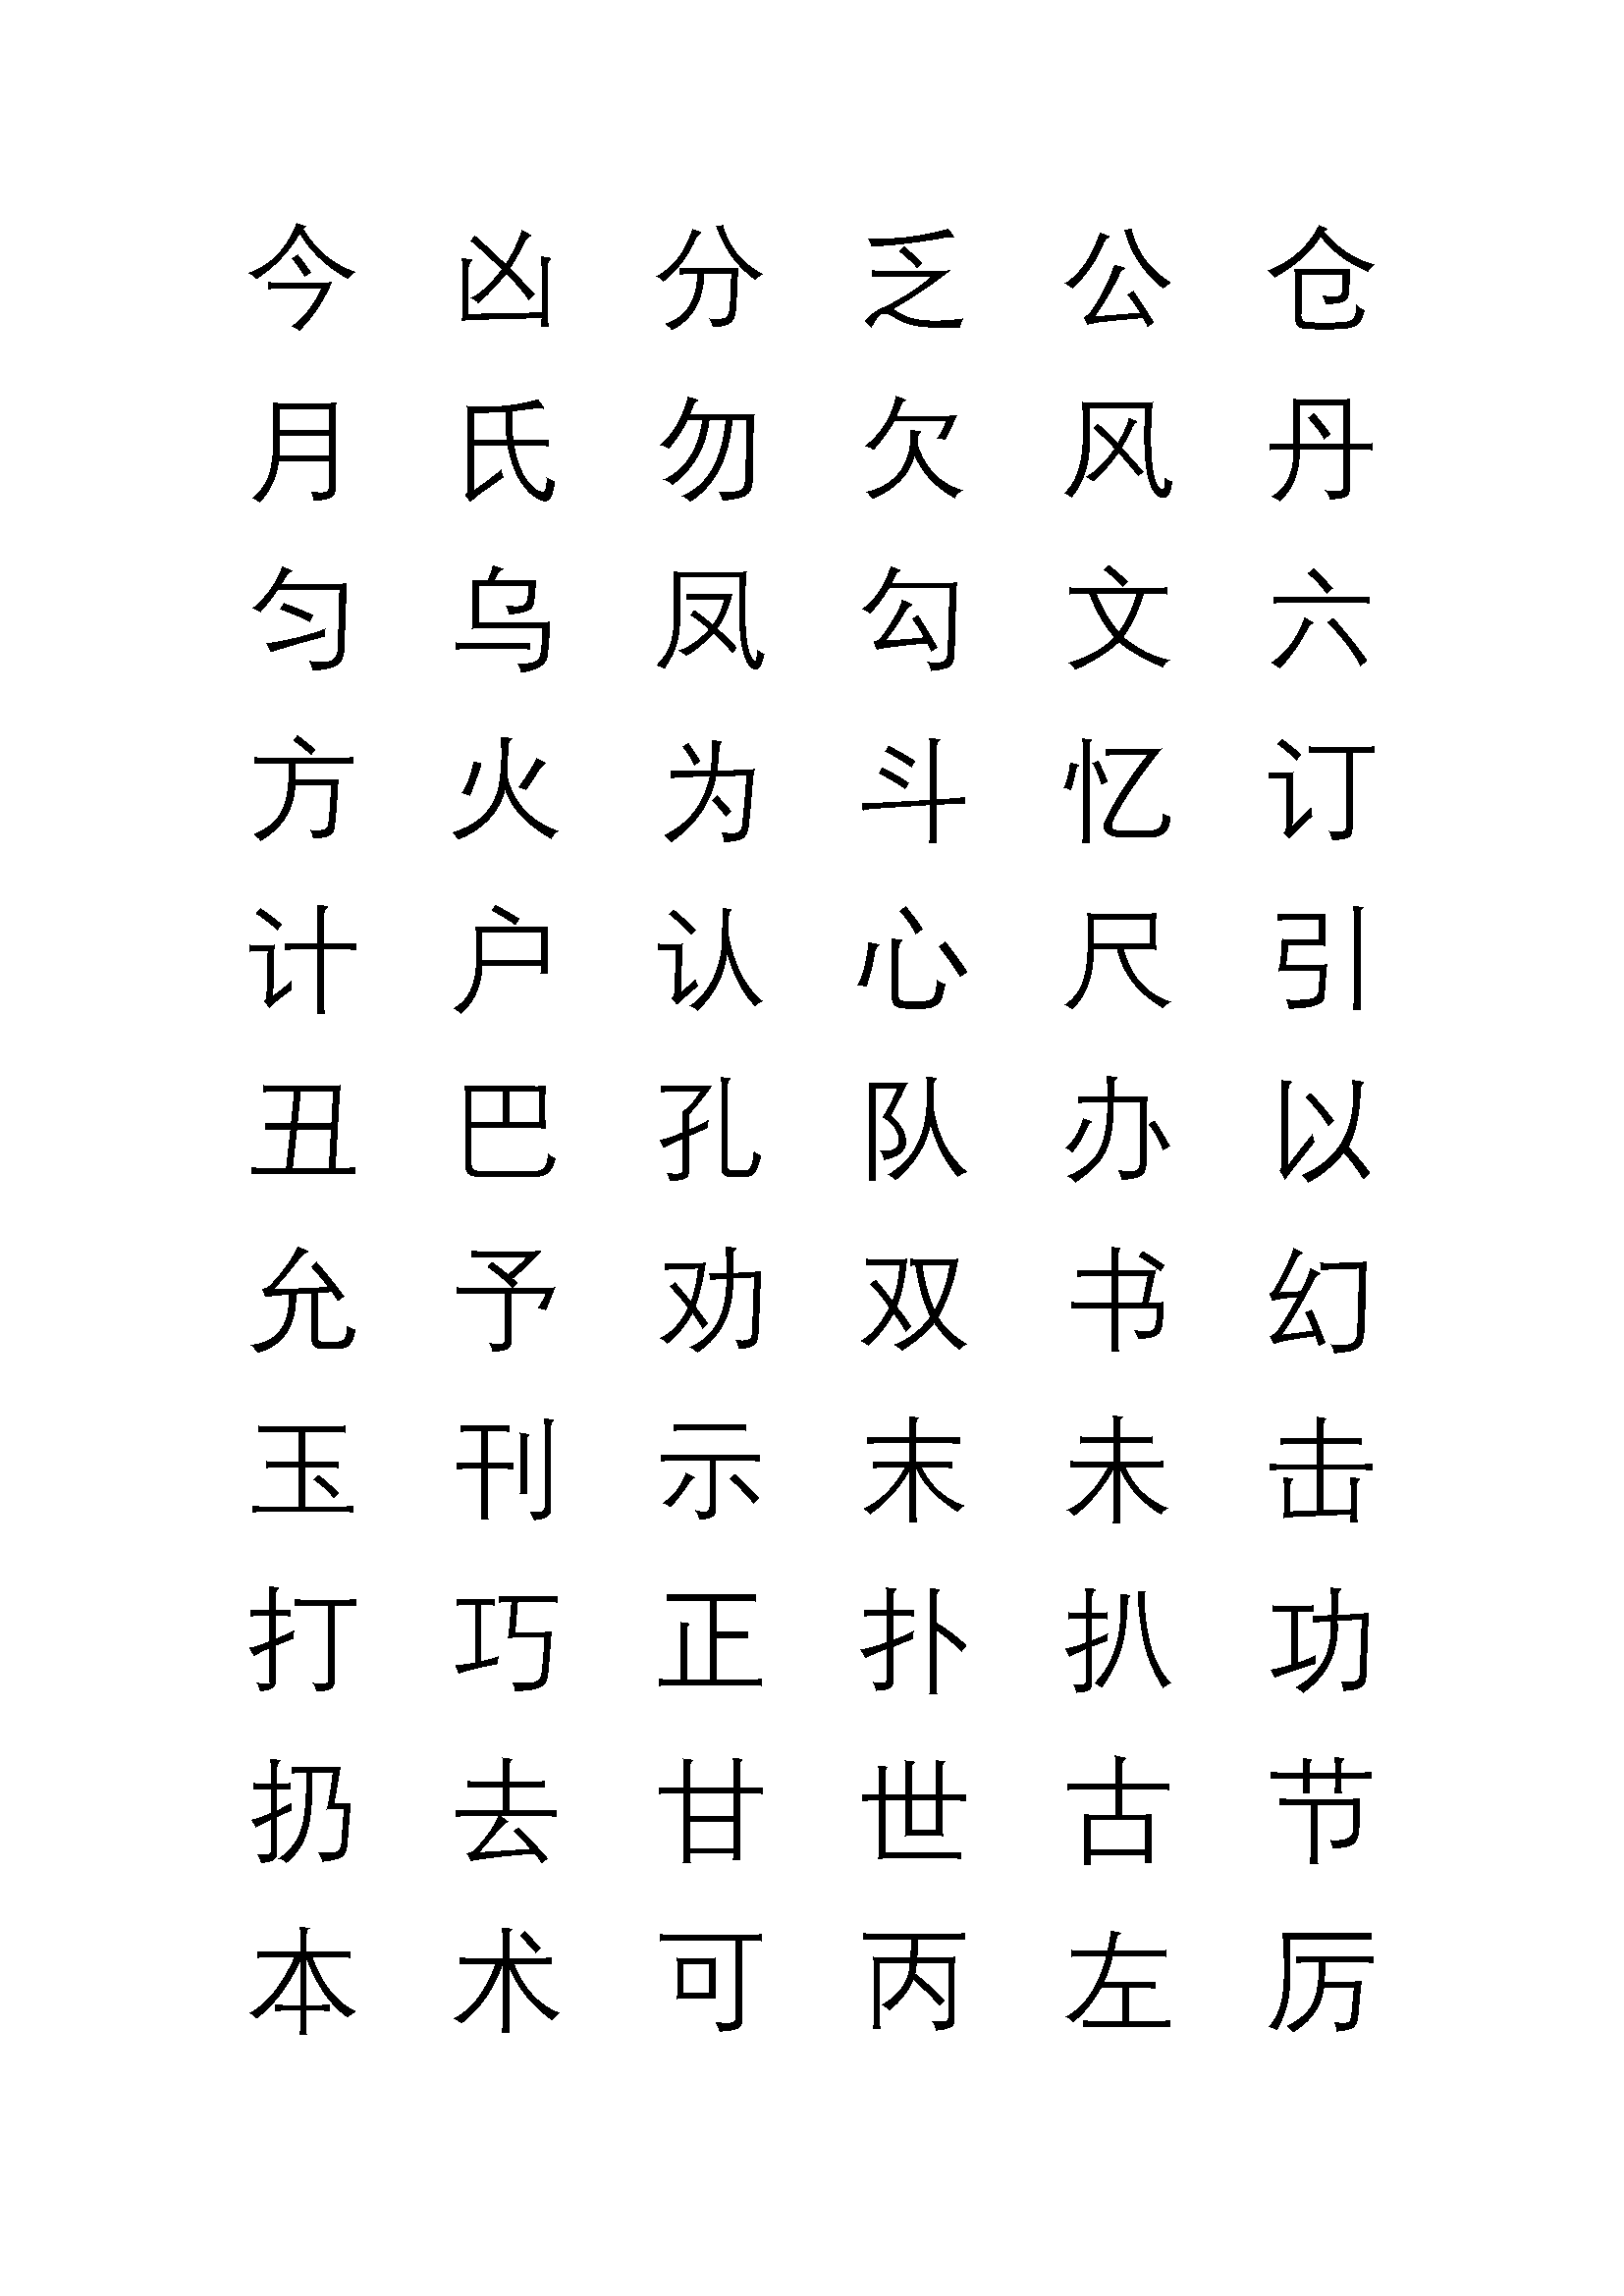 今 凶 分 乏 公 仓
月 氏 勿 欠 风 丹
匀 乌 凤 勾 文 六
方 火 为 斗 忆 订
计 户 认 心 尺 引
丑 巴 孔 队 办 以
允 予 劝 双 书 幻
玉 刊 示 末 未 击
打 巧 正 扑 扒 功
扔 去 甘 世 古 节
本 术 可 丙 左 厉